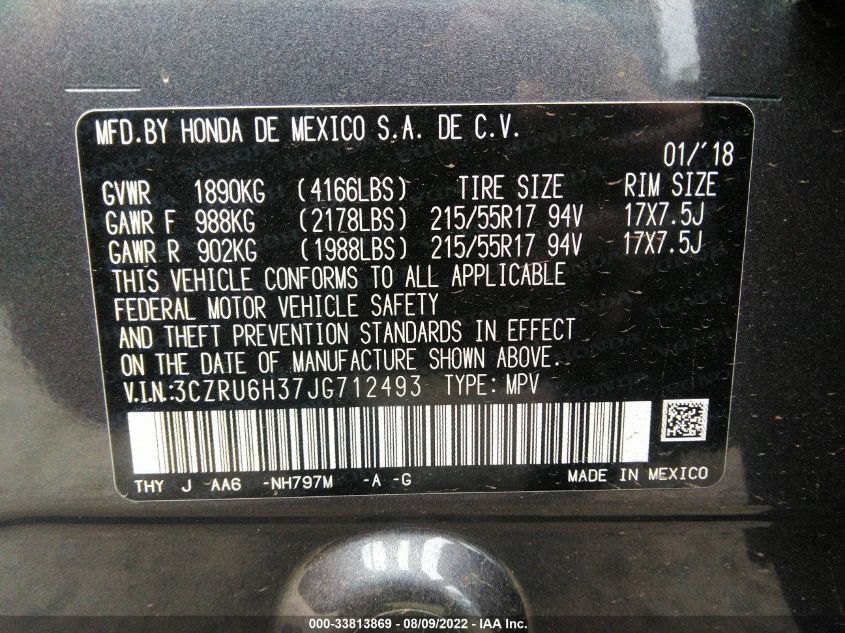 MFD.BY HONDA DE MEXICO S.A. DE C.V.
01/'18
GVWR 1890KG (4166LBS) TIRE SIZE RIM SIZE
GAWR F 988KG (2178LBS) 215/55R17 94V 17X7.5J
GAWR R 902KG (1988LBS) 215/55R17 94V 17X7.5J
THIS VEHICLE CONFORMS TO ALL APPLICABLE
FEDERAL MOTOR VEHICLE SAFETY
AND THEFT PREVENTION STANDARDS IN EFFECT
ON THE DATE OF MANUFACTURE SHOWN ABOVE.
V.I.N.:3CZRU6H37JG712493 TYPE: MPV
THY J AA6 -NH797M -A -G MADE IN MEXICO
000-33813869 - 08/09/2022 - IAA Inc.